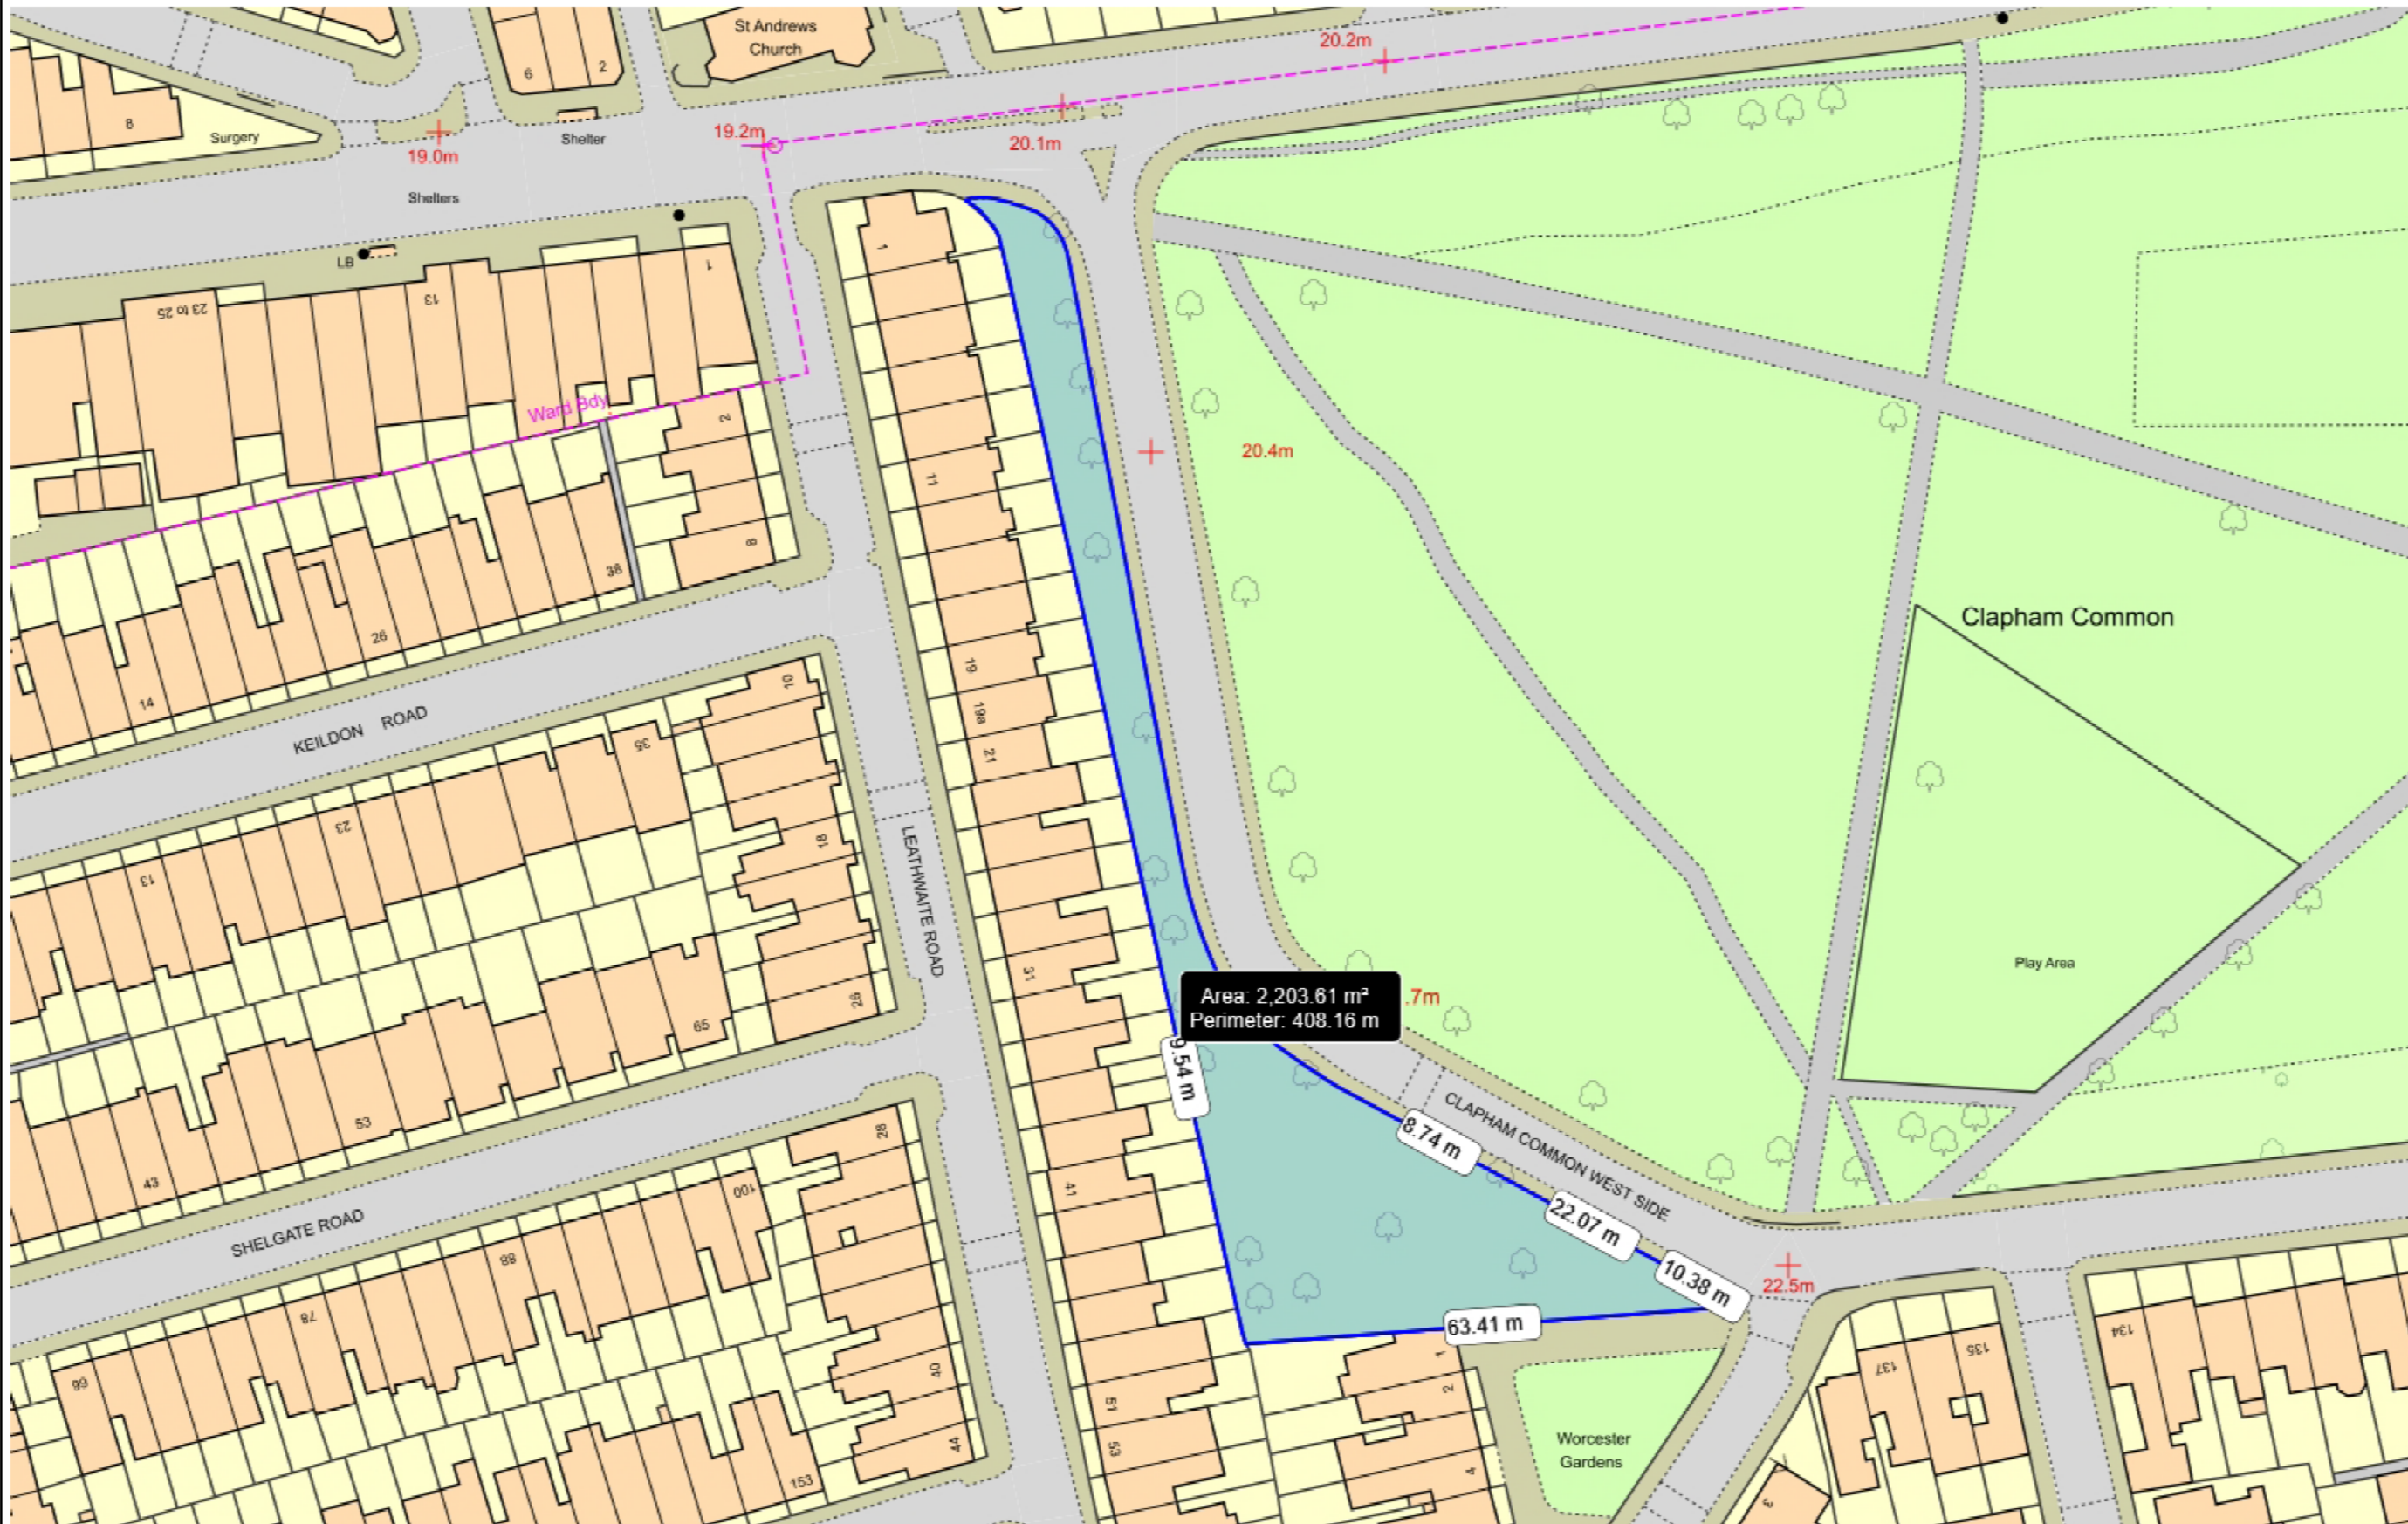 St Andrews
Church
20.2m
6
2
8
Surgery
Shelter
19.2m
20.1m
19.0m
Shelters
LB
1
1
23 to 25
13
Ward Bdy
2
20.4m
11
8
38
Clapham Common
26
19
10
14
19a
KEILDON ROAD
35
21
23
18
LEATHWAITE ROAD
13
Play Area
31
Area: 2,203.61 m²
Perimeter: 408.16 m
.7m
26
65
9.54 m
53
8.74 m
CLAPHAM COMMON WEST SIDE
28
43
41
100
22.07 m
SHELGATE ROAD
88
10.38 m
22.5m
78
63.41 m
134
1
135
137
40
66
2
51
Worcester
Gardens
44
53
4
153
3